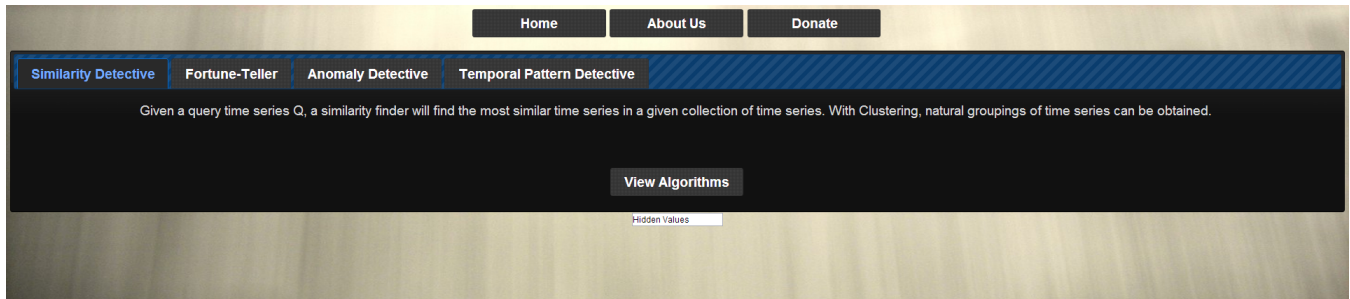 Home About Us Donate
Similarity Detective Fortune-Teller Anomaly Detective Temporal Pattern Detective
Given a query time series Q, a similarity finder will find the most similar time series in a given collection of time series. With Clustering, natural groupings of time series can be obtained.
View Algorithms
Hidden Values